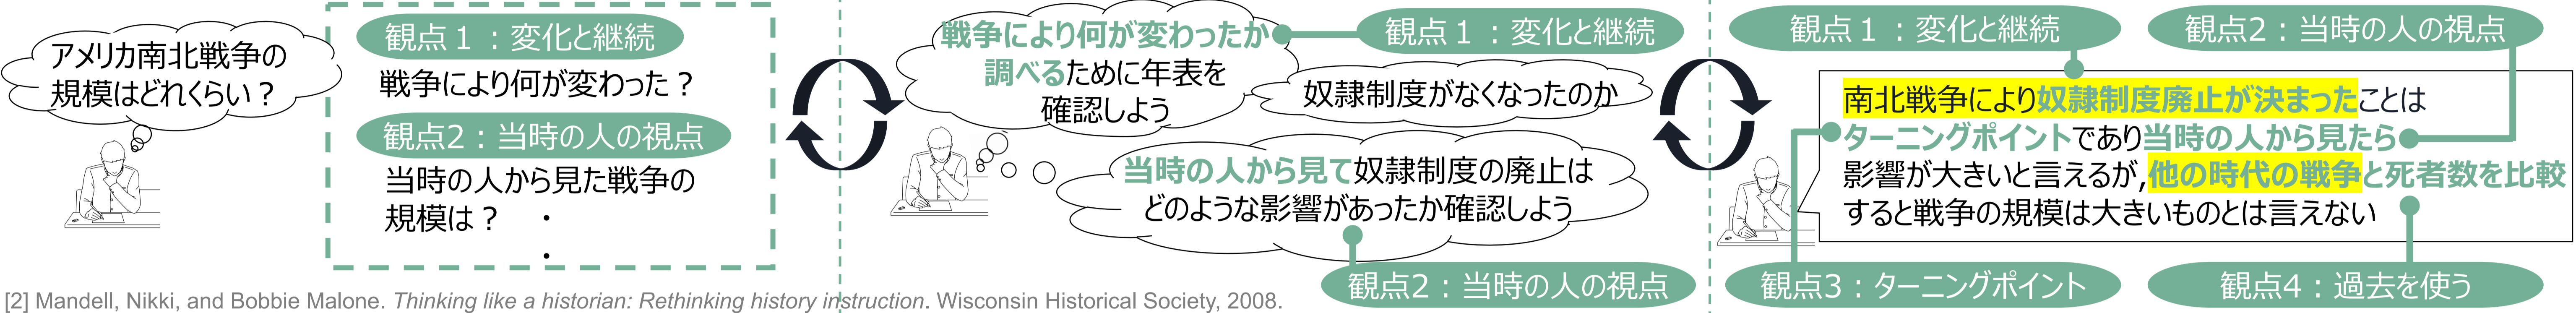 アメリカ南北戦争の
規模はどれくらい？
観点１：変化と継続
戦争により何が変わった？
観点2：当時の人の視点
当時の人から見た戦争の
規模は？
・
・
戦争により何が変わったか
調べるために年表を
確認しよう
観点１：変化と継続
奴隷制度がなくなったのか
当時の人から見て奴隷制度の廃止は
どのような影響があったか確認しよう
観点2：当時の人の視点
観点１：変化と継続
観点2：当時の人の視点
南北戦争により奴隷制度廃止が決まったことは
ターニングポイントであり当時の人から見たら
影響が大きいと言えるが,他の時代の戦争と死者数を比較
すると戦争の規模は大きいものとは言えない
観点3：ターニングポイント
観点4：過去を使う
[2] Mandell, Nikki, and Bobbie Malone. Thinking like a historian: Rethinking history instruction. Wisconsin Historical Society, 2008.